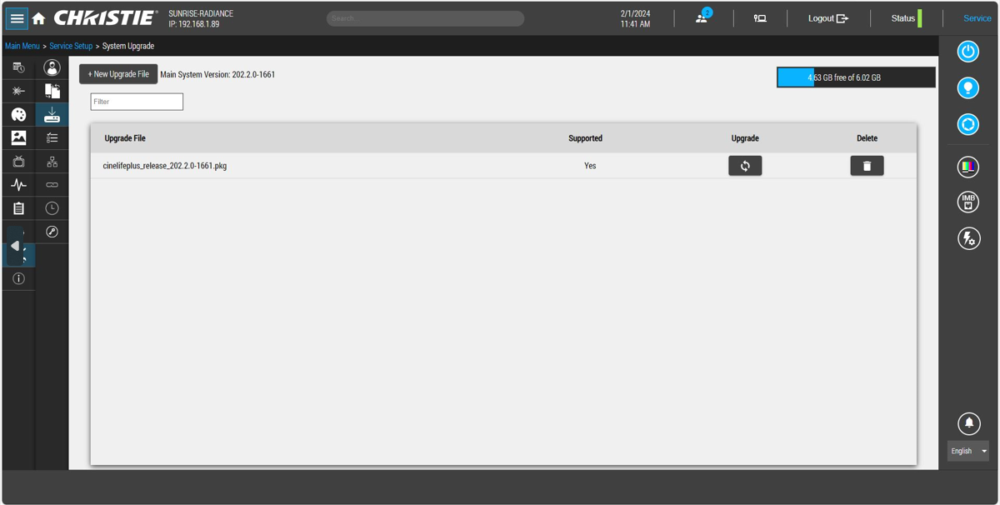 CHRISTIE®
SUNRISE-RADIANCE
IP: 192.168.1.89
Search...
2/1/2024
11:41 AM
2
Logout
Status
Service
Main Menu > Service Setup > System Upgrade
+ New Upgrade File
Main System Version: 202.2.0-1661
4.63 GB free of 6.02 GB
Filter
Upgrade File Supported Upgrade Delete
cinelifeplus_release_202.2.0-1661.pkg Yes
IMB
English